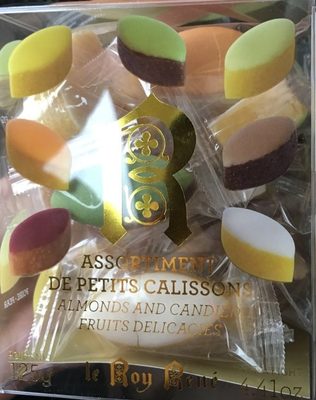 R
ASSORTIMENT
DE PETITS CALISSONS
ALMONDS AND CANDIED
FRUITS DELICACIES
125g le Roy René 4.41oz